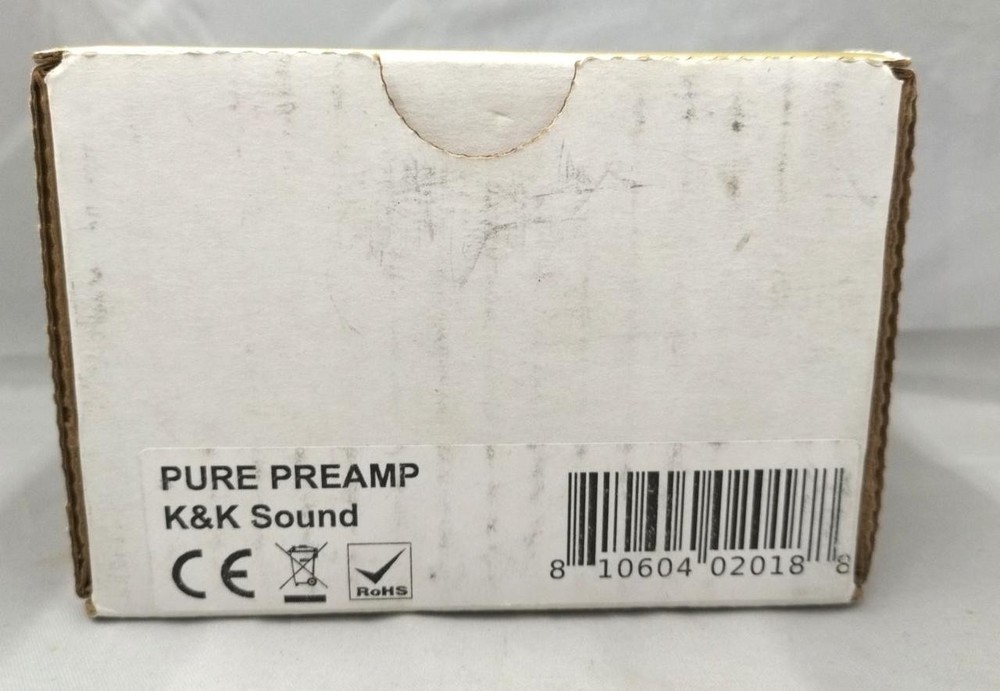 PURE PREAMP
K&K Sound
CE
RoHS
8 10604 02018 8